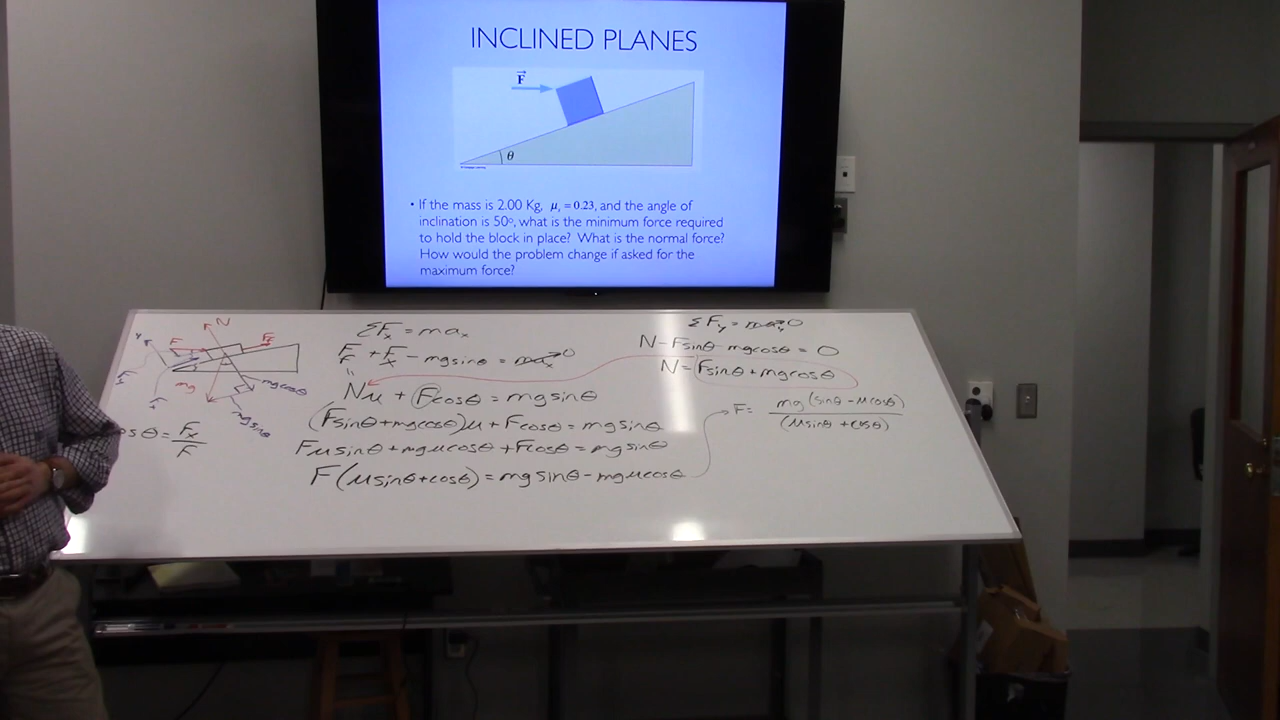 INCLINED PLANES
F
θ
• If the mass is 2.00 Kg, μs = 0.23, and the angle of
inclination is 50º, what is the minimum force required
to hold the block in place? What is the normal force?
How would the problem change if asked for the
maximum force?
N
F
Ff
y
mg
mgcosθ
mgsinθ
osθ = Fx/F
ΣFx = max
Ff + Fx - mgsinθ = max 0
Nμ + Fcosθ = mgsinθ
(Fsinθ+mgcosθ)μ + Fcosθ = mgsinθ
Fμsinθ + mgμcosθ + Fcosθ = mgsinθ
F(μsinθ+cosθ) = mgsinθ - mgμcosθ
ΣFy = may 0
N - Fsinθ - mgcosθ = 0
N = Fsinθ + mgcosθ
F = mg(sinθ - μcosθ)
(μsinθ + cosθ)